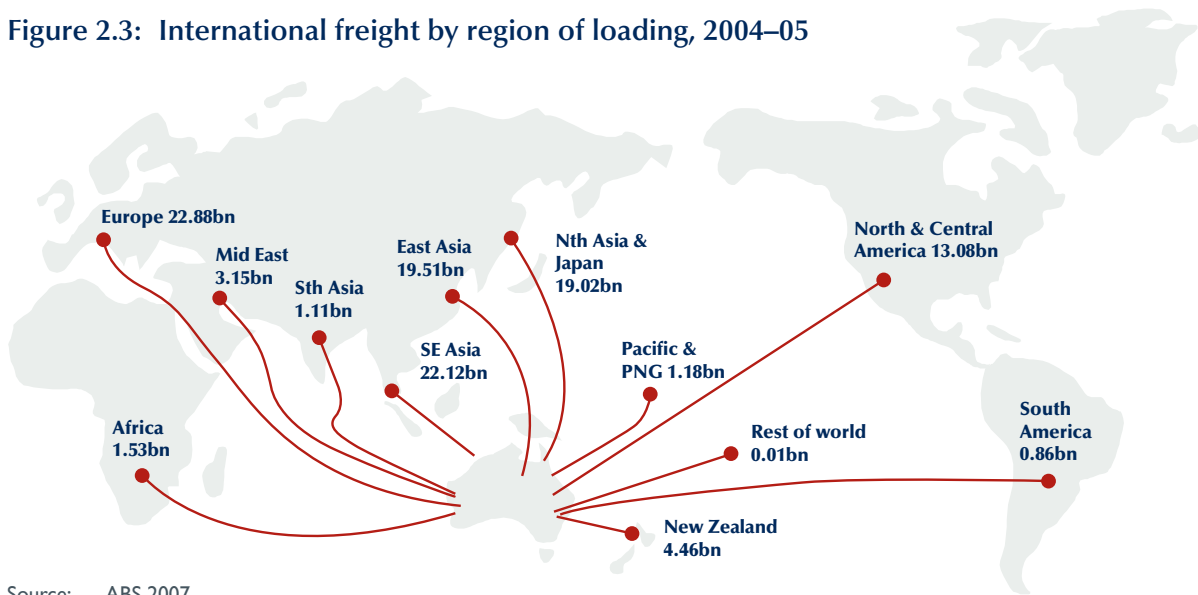 Figure 2.3: International freight by region of loading, 2004–05
Europe 22.88bn
Mid East
3.15bn
Sth Asia
1.11bn
East Asia
19.51bn
Nth Asia &
Japan
19.02bn
North & Central
America 13.08bn
SE Asia
22.12bn
Pacific &
PNG 1.18bn
Africa
1.53bn
Rest of world
0.01bn
South
America
0.86bn
New Zealand
4.46bn
Source: ABS 2007